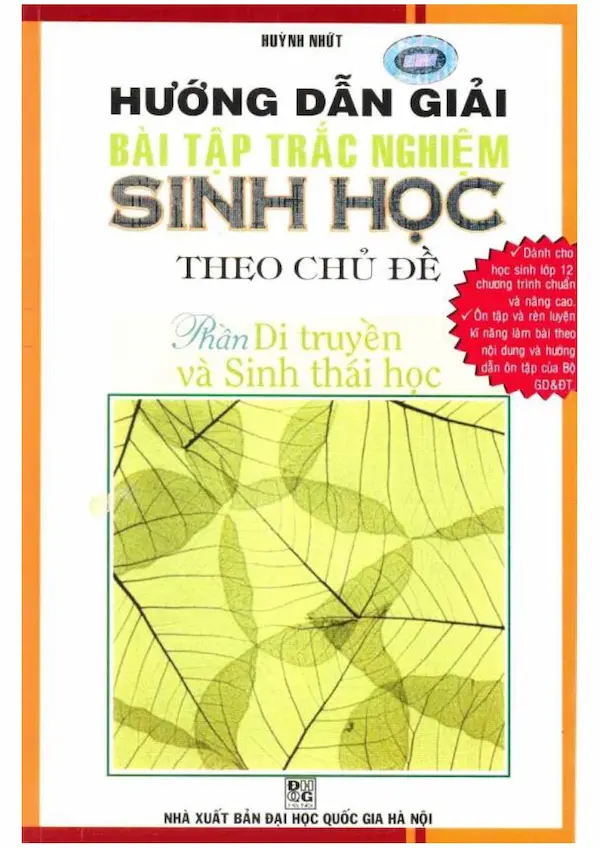 HUỲNH NHỨT
HƯỚNG DẪN GIẢI
BÀI TẬP TRẮC NGHIỆM
SINH HỌC
THEO CHỦ ĐỀ
✓ Dành cho
học sinh lớp 12
chương trình chuẩn
và nâng cao.
✓ Ôn tập và rèn luyện
kĩ năng làm bài theo
nội dung và hướng
dẫn ôn tập của Bộ
GD&ĐT.
Phần Di truyền
và Sinh thái học
NHÀ XUẤT BẢN ĐẠI HỌC QUỐC GIA HÀ NỘI